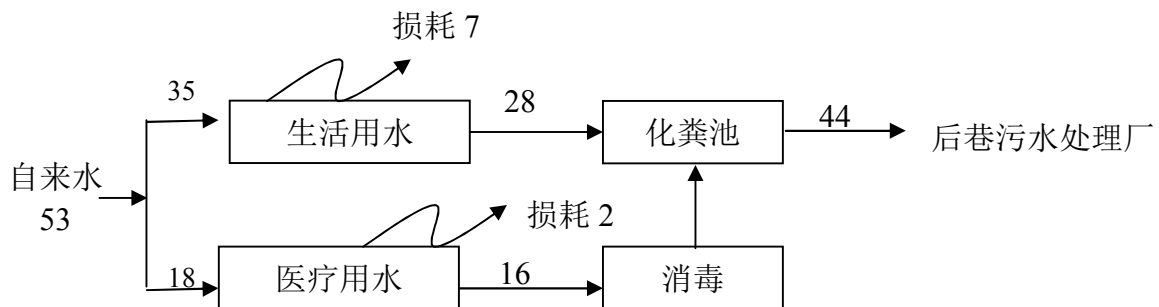 损耗 7
35
生活用水
28
化粪池
44
后巷污水处理厂
自来水
53
损耗 2
18
医疗用水
16
消毒